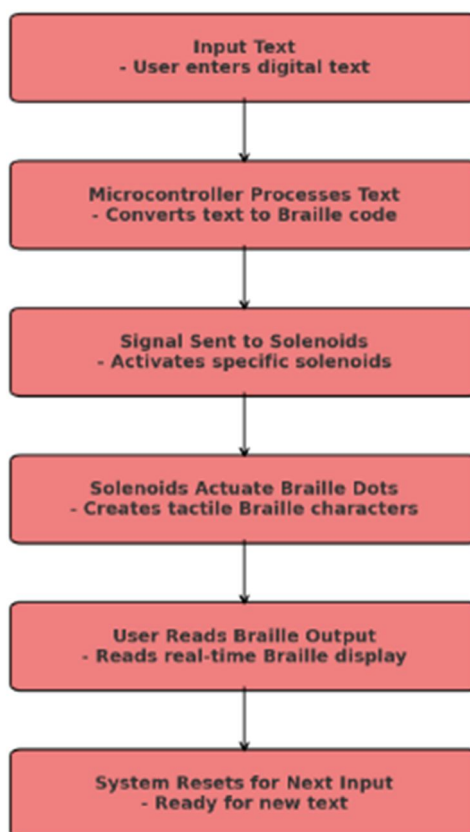 Input Text
- User enters digital text
Microcontroller Processes Text
- Converts text to Braille code
Signal Sent to Solenoids
- Activates specific solenoids
Solenoids Actuate Braille Dots
- Creates tactile Braille characters
User Reads Braille Output
- Reads real-time Braille display
System Resets for Next Input
- Ready for new text